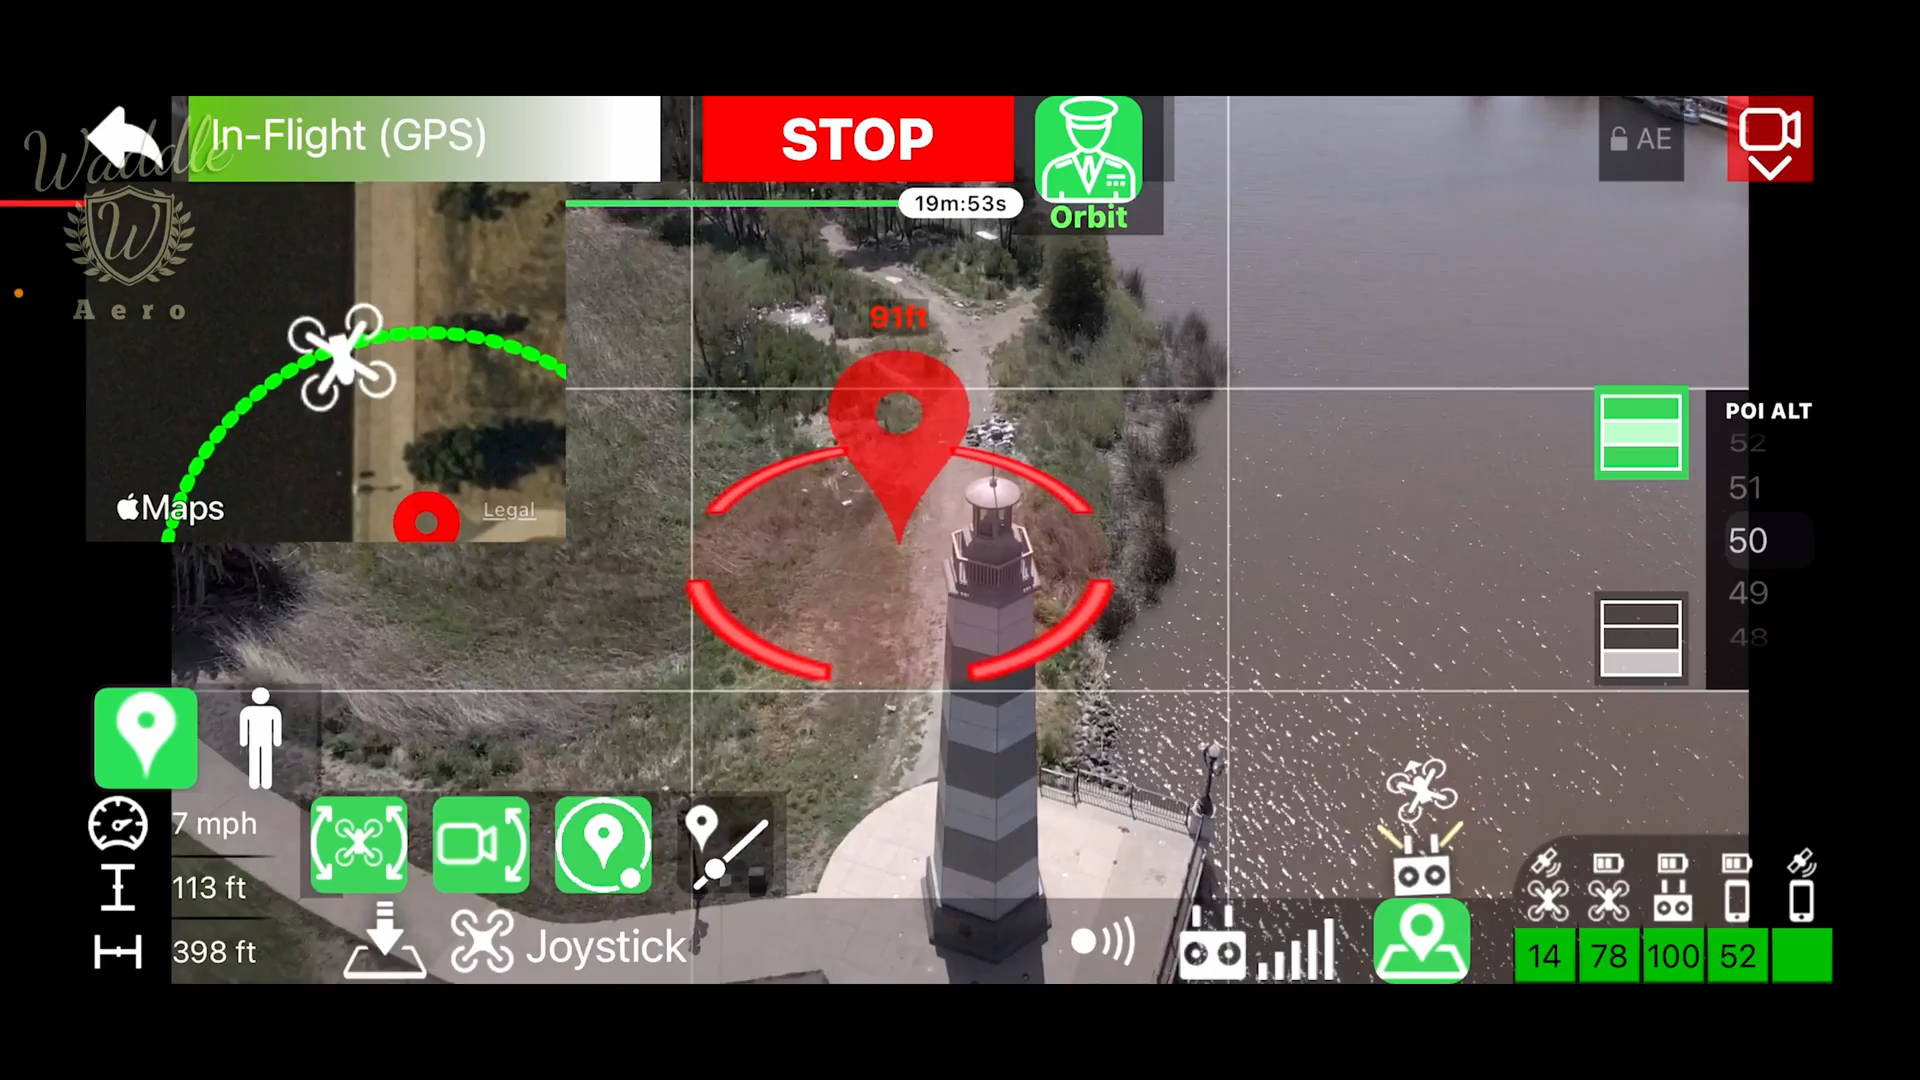 In-Flight (GPS)
STOP
Orbit
AE
19m:53s
Waddle
W
Aero
91ft
POI ALT
52
51
50
49
48
Maps
Legal
7 mph
113 ft
398 ft
Joystick
14
78
100
52